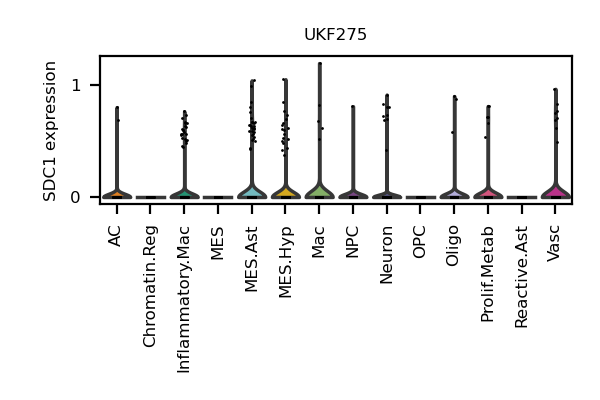 UKF275
SDC1 expression
1
0
AC
Chromatin.Reg
Inflammatory.Mac
MES
MES.Ast
MES.Hyp
Mac
NPC
Neuron
OPC
Oligo
Prolif.Metab
Reactive.Ast
Vasc